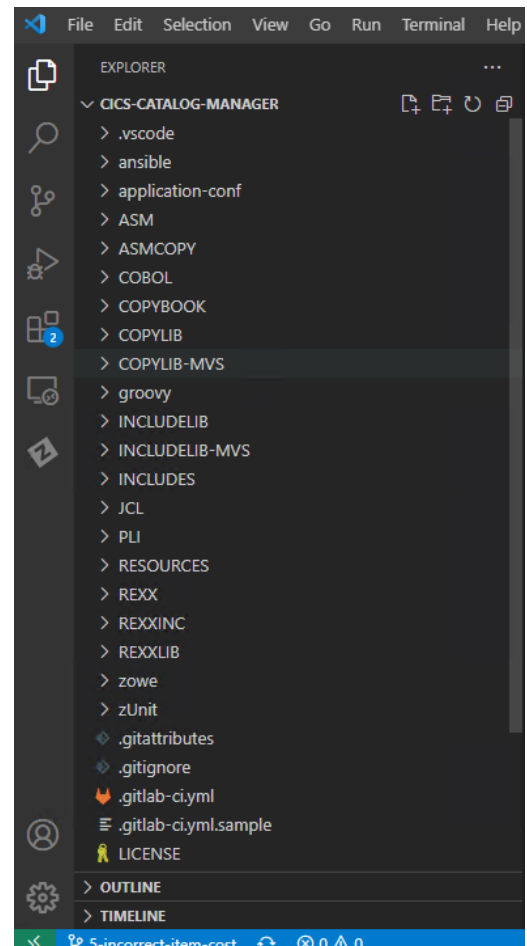 File Edit Selection View Go Run Terminal Help
EXPLORER
CICS-CATALOG-MANAGER
.vscode
ansible
application-conf
ASM
ASMCOPY
COBOL
COPYBOOK
COPYLIB
COPYLIB-MVS
groovy
INCLUDELIB
INCLUDELIB-MVS
INCLUDES
JCL
PLI
RESOURCES
REXX
REXXINC
REXXLIB
zowe
zUnit
.gitattributes
.gitignore
.gitlab-ci.yml
.gitlab-ci.yml.sample
LICENSE
OUTLINE
TIMELINE
2
5-incorrect-item-cost 0 0